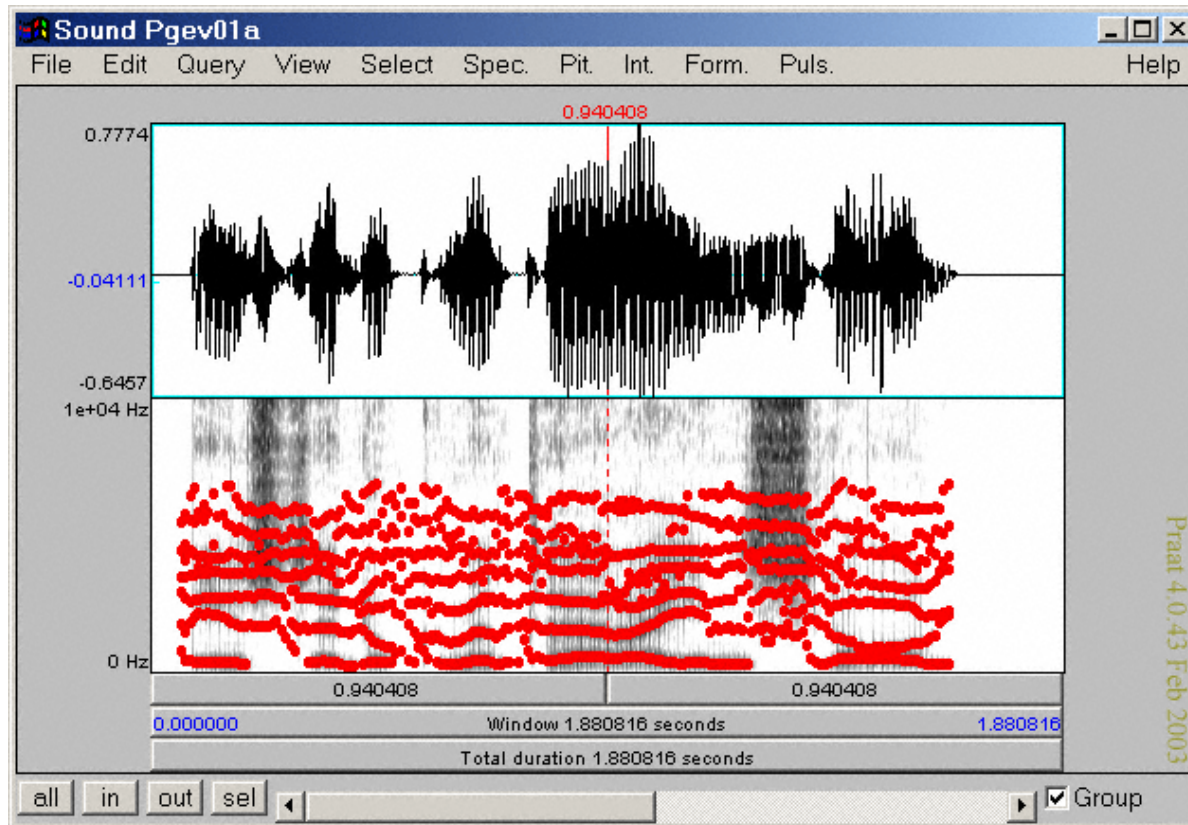 Sound Pgev01a
File Edit Query View Select Spec. Pit. Int. Form. Puls. Help
0.940408
0.7774
-0.04111
-0.6457
1e+04 Hz
0 Hz
0.940408 0.940408
0.000000 Window 1.880816 seconds 1.880816
Total duration 1.880816 seconds
all in out sel Group
Praat 4.0.43 Feb 2003